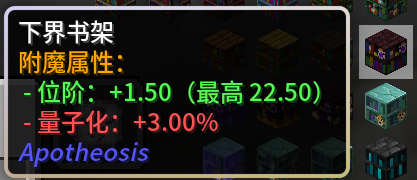 下界书架
附魔属性：
- 位阶：+1.50（最高 22.50）
- 量子化：+3.00%
Apotheosis